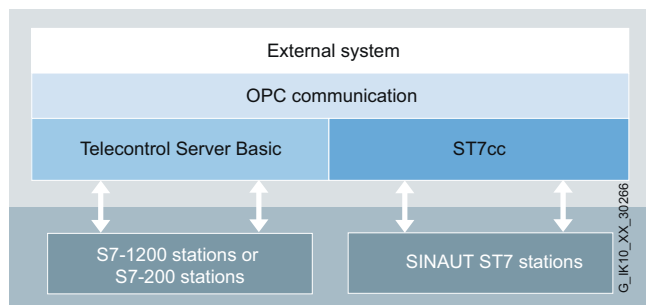 External system
OPC communication
Telecontrol Server Basic
ST7cc
S7-1200 stations or
S7-200 stations
SINAUT ST7 stations
G_IK10_XX_30266